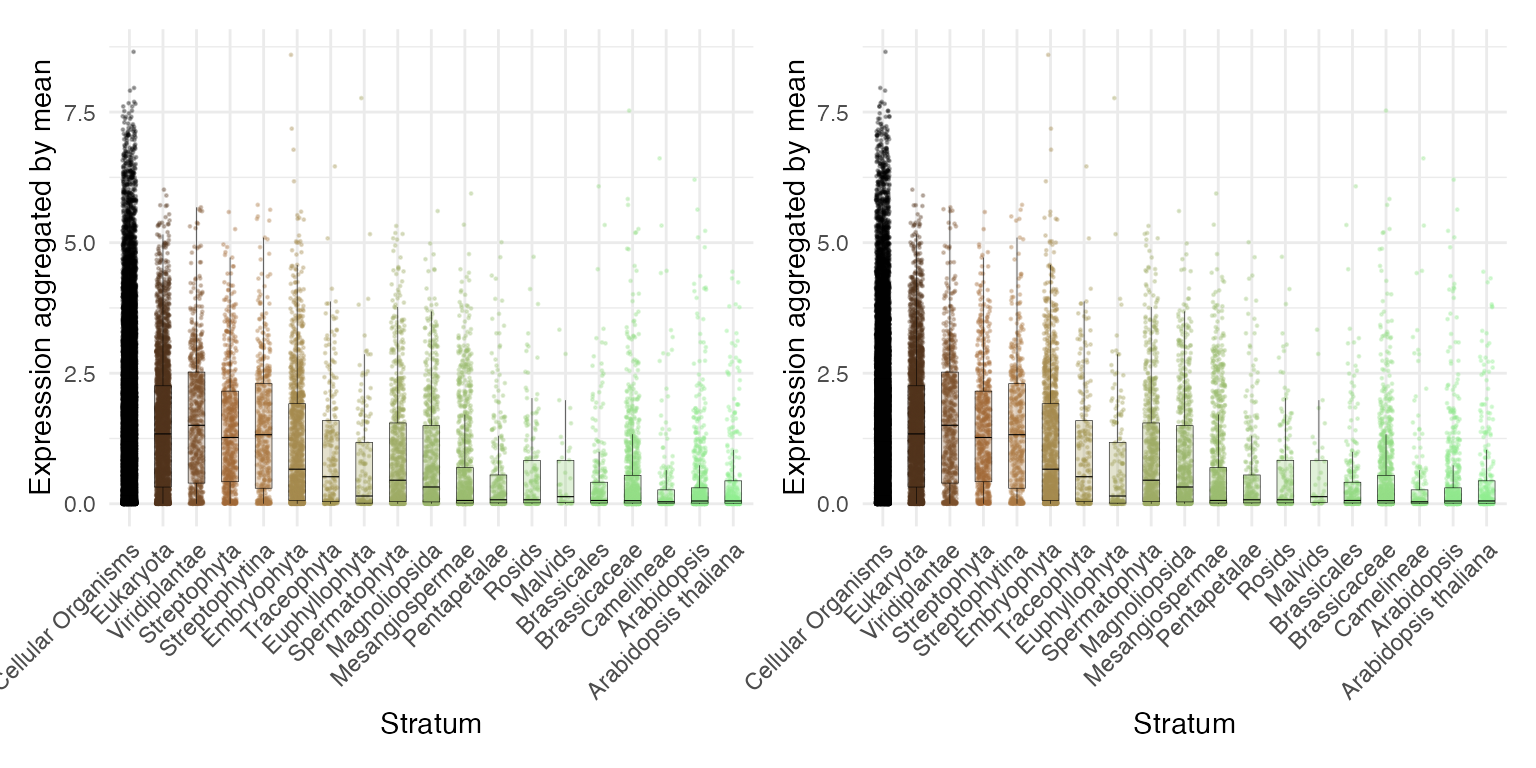 Expresssion aggregated by mean
7.5
5.0
2.5
0.0
Cellular Organisms
Eukaryota
Viridiplantae
Streptophyta
Streptophytina
Embryophyta
Traceophyta
Euphyllophyta
Spermatophyta
Magnoliopsida
Mesangiospermae
Pentapetalae
Rosids
Malvids
Brassicales
Brassicaceae
Camelineae
Arabidopsis
Arabidopsis thaliana
Stratum
Expresssion aggregated by mean
7.5
5.0
2.5
0.0
Cellular Organisms
Eukaryota
Viridiplantae
Streptophyta
Streptophytina
Embryophyta
Traceophyta
Euphyllophyta
Spermatophyta
Magnoliopsida
Mesangiospermae
Pentapetalae
Rosids
Malvids
Brassicales
Brassicaceae
Camelineae
Arabidopsis
Arabidopsis thaliana
Stratum